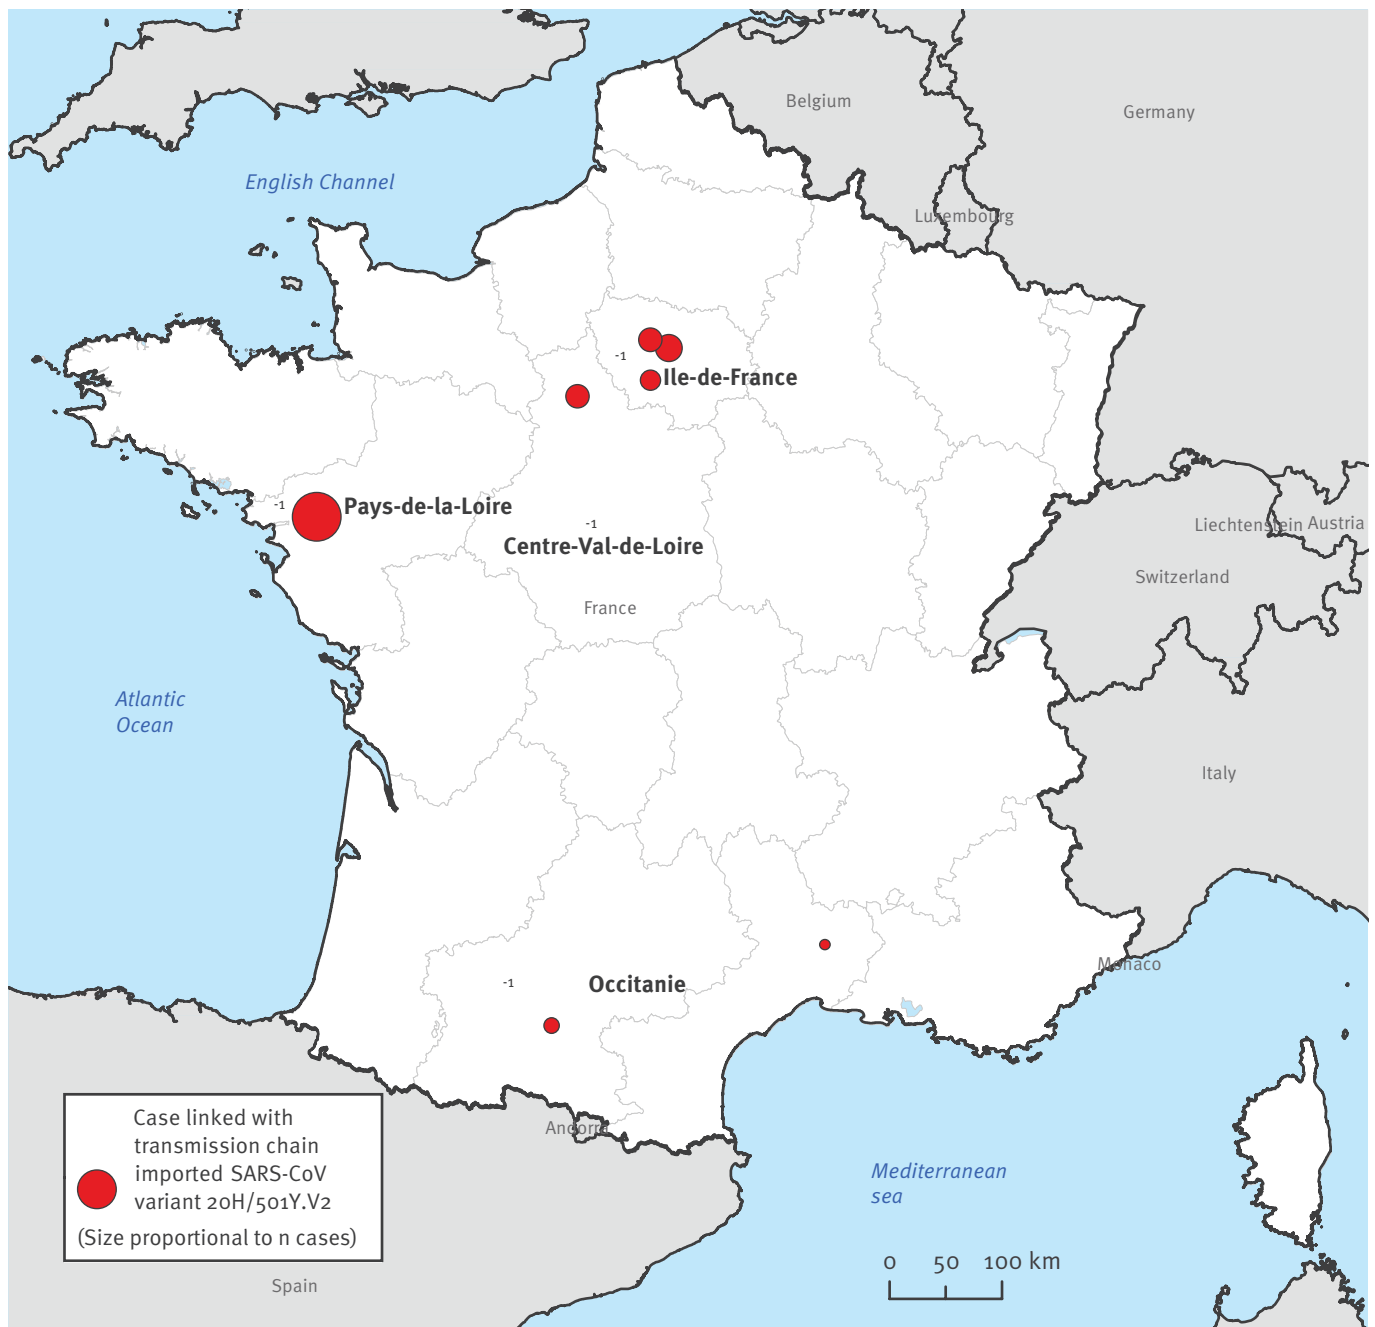 Belgium
Germany
English Channel
Luxembourg
-1
Ile-de-France
-1
Pays-de-la-Loire
-1
Centre-Val-de-Loire
Liechtenstein
Austria
Switzerland
France
Atlantic
Ocean
Italy
Monaco
-1
Occitanie
Andorra
Case linked with
transmission chain
imported SARS-CoV
variant 20H/501Y.V2
(Size proportional to n cases)
Mediterranean
sea
0 50 100 km
Spain